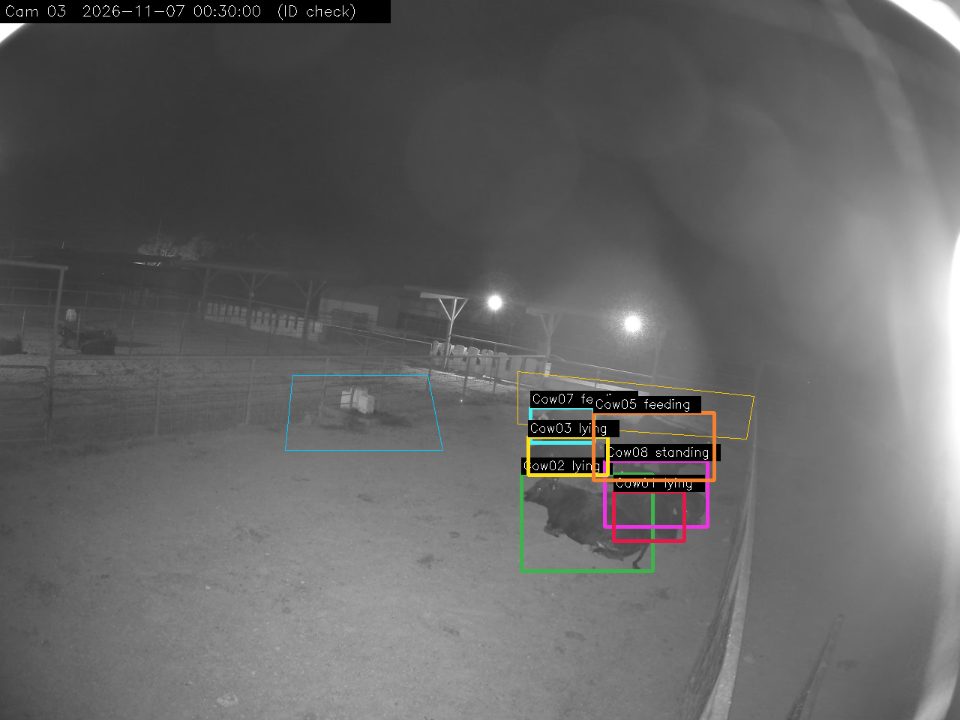 Cam 03 2026-11-07 00:30:00 (ID check)
Cow07 fe
Cow05 feeding
Cow03 lying
Cow08 standing
Cow02 lying
Cow01 lying